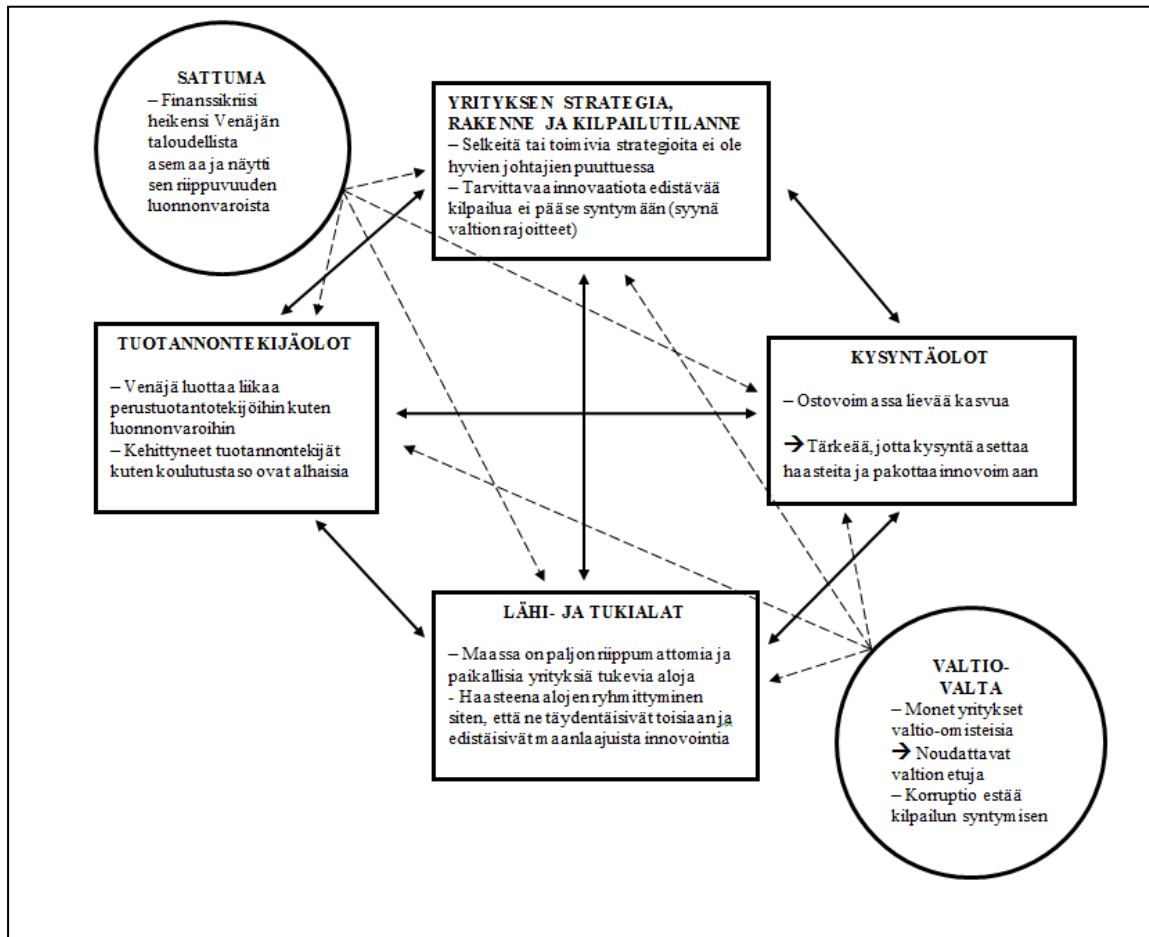 SATTUMA
– Finanssikriisi
heikensi Venäjän
taloudellista
asemaa ja näytti
sen riippuvuuden
luonnonvaroista
YRITYKSEN STRATEGIA,
RAKENNE JA KILPAILUTILANNE
– Selkeitä tai toimivia strategioita ei ole
hyvien johtajien puuttuessa
– Tarvittavaa innovaatiota edistävää
kilpailua ei pääse syntymään (syynä
valtion rajoitteet)
TUOTANNONTEKIJÄOLOT
– Venäjä luottaa liikaa
perustuotantotekijöihin kuten
luonnonvaroihin
– Kehittyneet tuotannontekijät
kuten koulutustaso ovat alhaisia
KYSYNTÄOLOT
– Ostovoimassa lievää kasvua
➔ Tärkeää, jotta kysyntä asettaa
haasteita ja pakottaa innovoimaan
LÄHI- JA TUKIALAT
– Maassa on paljon riippumattomia ja
paikallisia yrityksiä tukevia aloja
- Haasteena alojen ryhmittyminen
siten, että ne täydentäisivät toisiaan ja
edistäisivät maanlaajuista innovointia
VALTIO-
VALTA
– Monet yritykset
valtio-omisteisia
➔ Noudattavat
valtion etuja
– Korruptio estää
kilpailun syntymisen